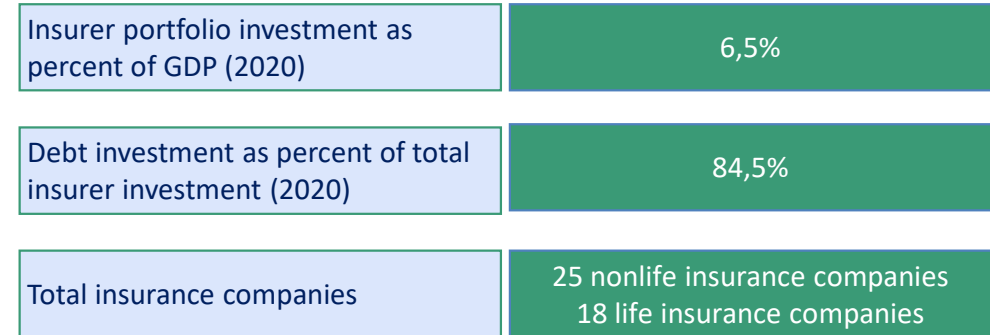 Insurer portfolio investment as
percent of GDP (2020)
6,5%
Debt investment as percent of total
insurer investment (2020)
84,5%
Total insurance companies
25 nonlife insurance companies
18 life insurance companies